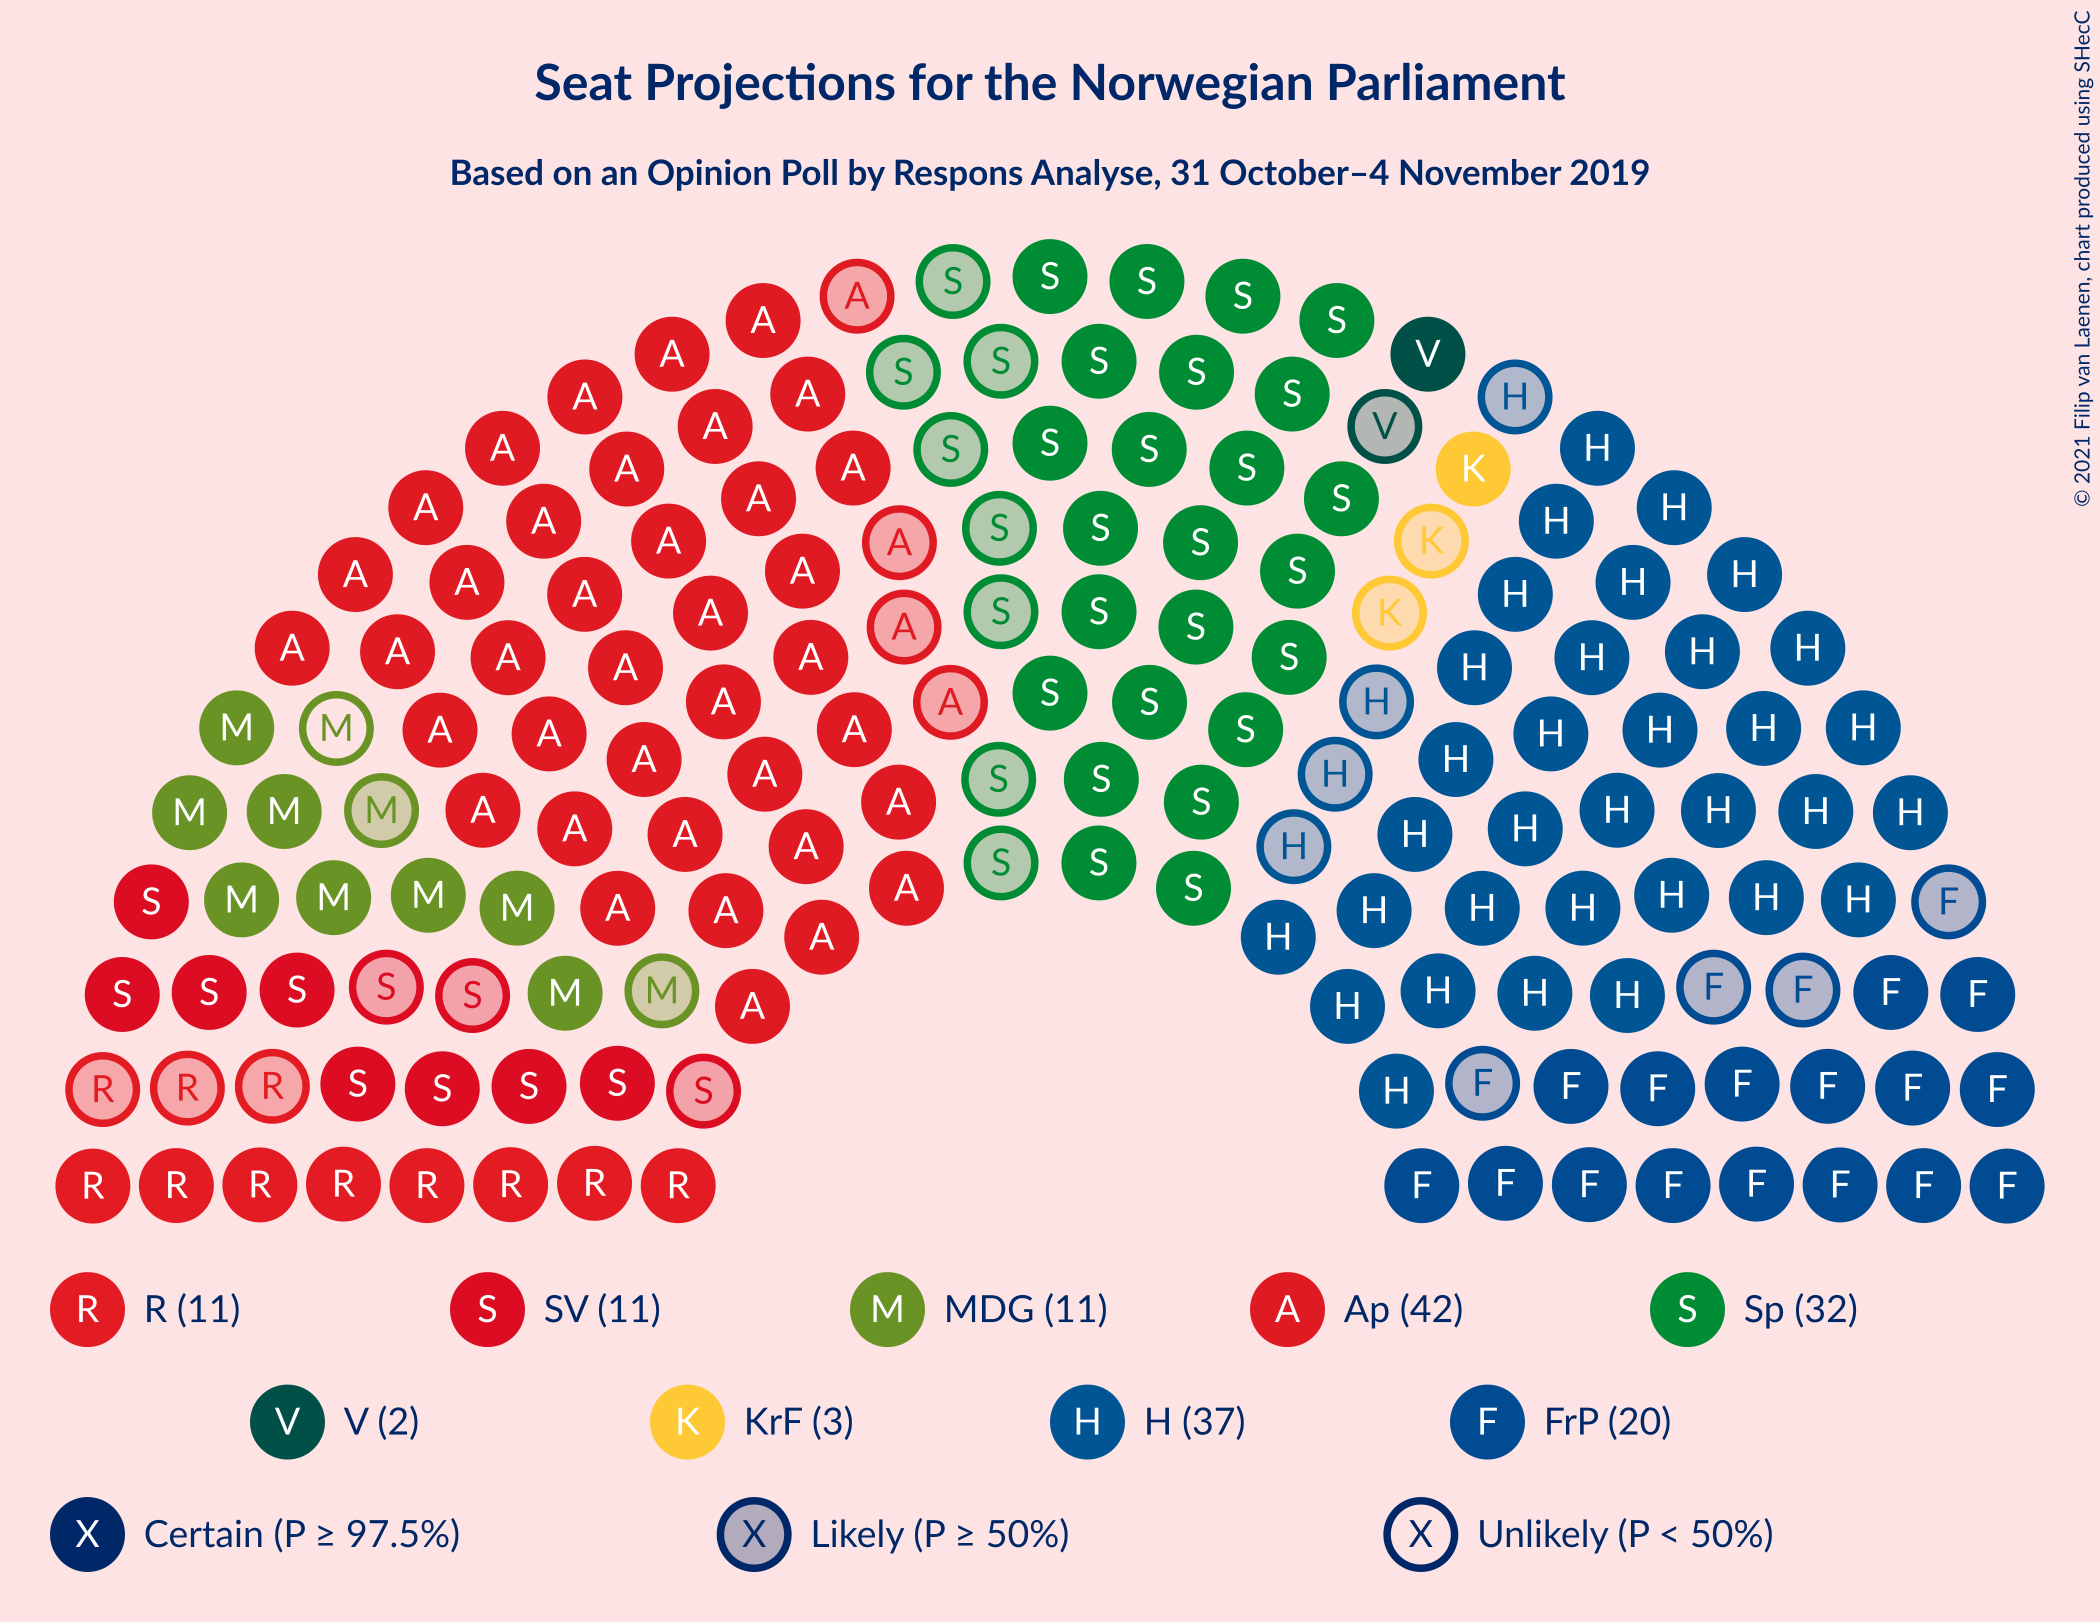 Seat Projections for the Norwegian Parliament
Based on an Opinion Poll by Respons Analyse, 31 October–4 November 2019
© 2021 Filip van Laenen, chart produced using SHecC
A S S S S
A A S S S S V H
A A A S S S S V K H
A A A A S S S S K H H
A A A A A S S S S K H H H
A A A A A A S S S H H H H H
M M A A A A A S S S H H H H H H
M M M A A A A A S S S H H H H H H H
S M M M M A A A A H H H H H H H F
S S S S S M M A H H H H F F F F
R R R S S S S S H F F F F F F F
R R R R R R R R F F F F F F F F
R R (11) S SV (11) M MDG (11) A Ap (42) S Sp (32)
V V (2) K KrF (3) H H (37) F FrP (20)
X Certain (P ≥ 97.5%) X Likely (P ≥ 50%) X Unlikely (P < 50%)